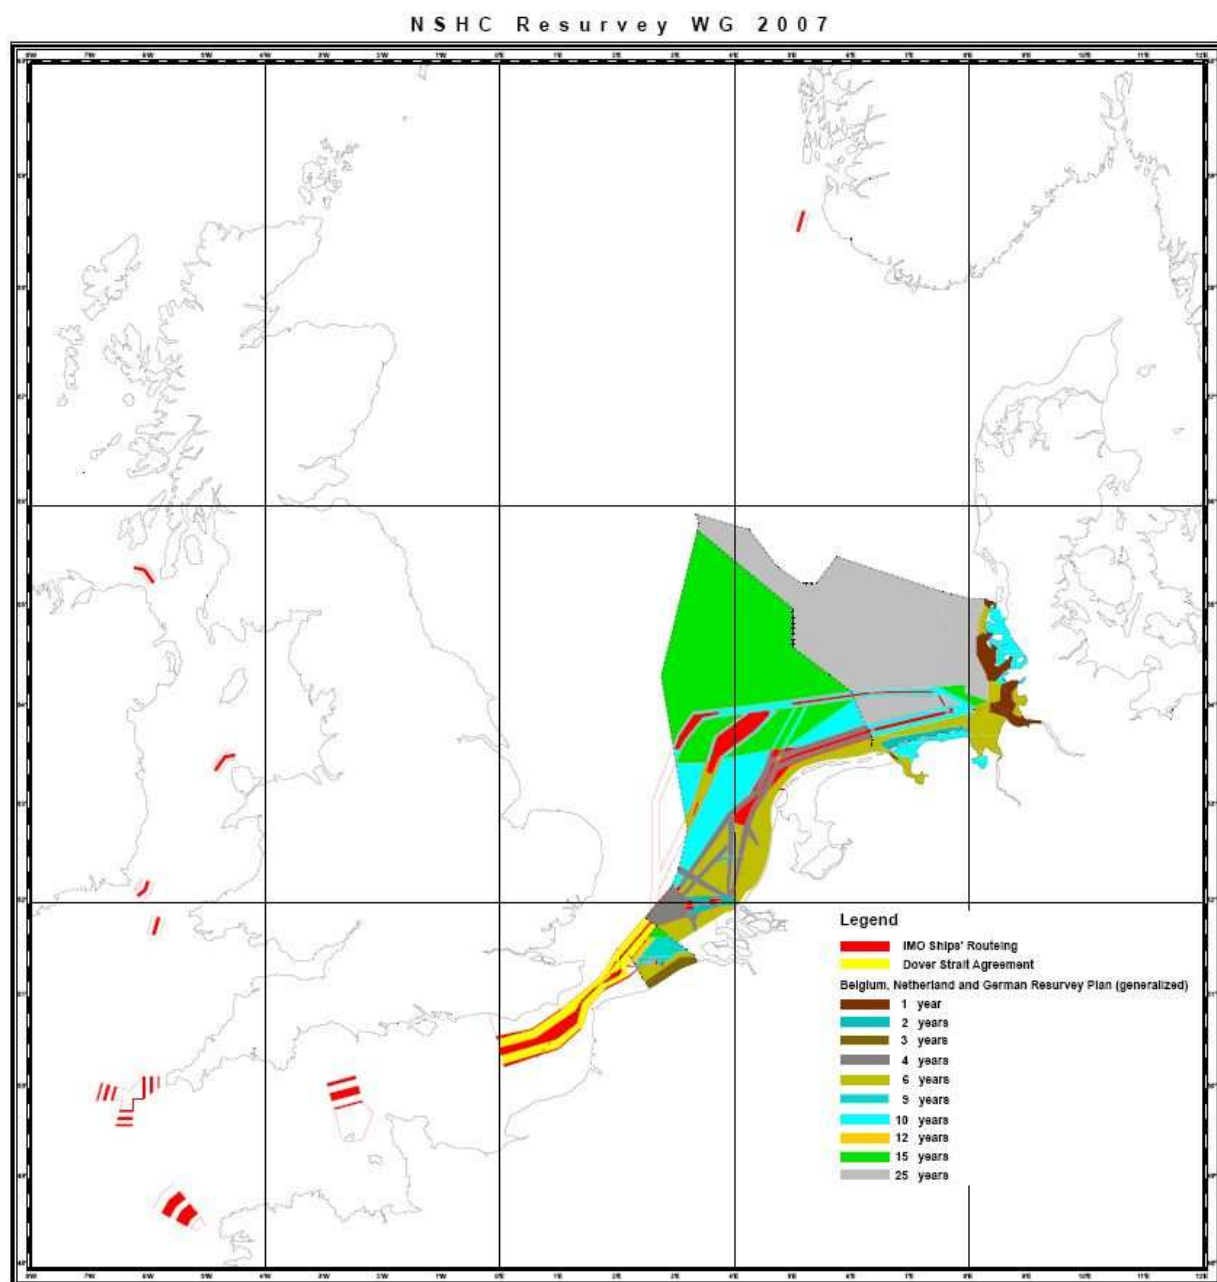 NSHC Resurvey WG 2007
Legend
IMO Ships' Routeing
Dover Strait Agreement
Belgium, Netherland and German Resurvey Plan (generalized)
1 year
2 years
3 years
4 years
6 years
9 years
10 years
12 years
15 years
25 years